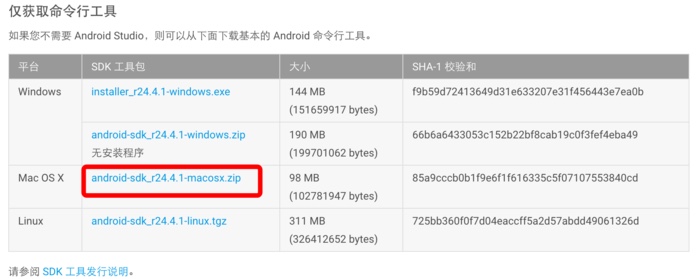 仅获取命令行工具
如果您不需要 Android Studio，则可以从下面下载基本的 Android 命令行工具。
平台 SDK 工具包 大小 SHA-1 校验和
Windows installer_r24.4.1-windows.exe 144 MB f9b59d72413649d31e633207e31f456443e7ea0b
(151659917 bytes)
android-sdk_r24.4.1-windows.zip 190 MB 66b6a6433053c152b22bf8cab19c0f3fef4eba49
无安装程序 (199701062 bytes)
Mac OS X android-sdk_r24.4.1-macosx.zip 98 MB 85a9cccb0b1f9e6f1f616335c5f07107553840cd
(102781947 bytes)
Linux android-sdk_r24.4.1-linux.tgz 311 MB 725bb360f0f7d04eaccff5a2d57abdd49061326d
(326412652 bytes)
请参阅 SDK 工具发行说明。